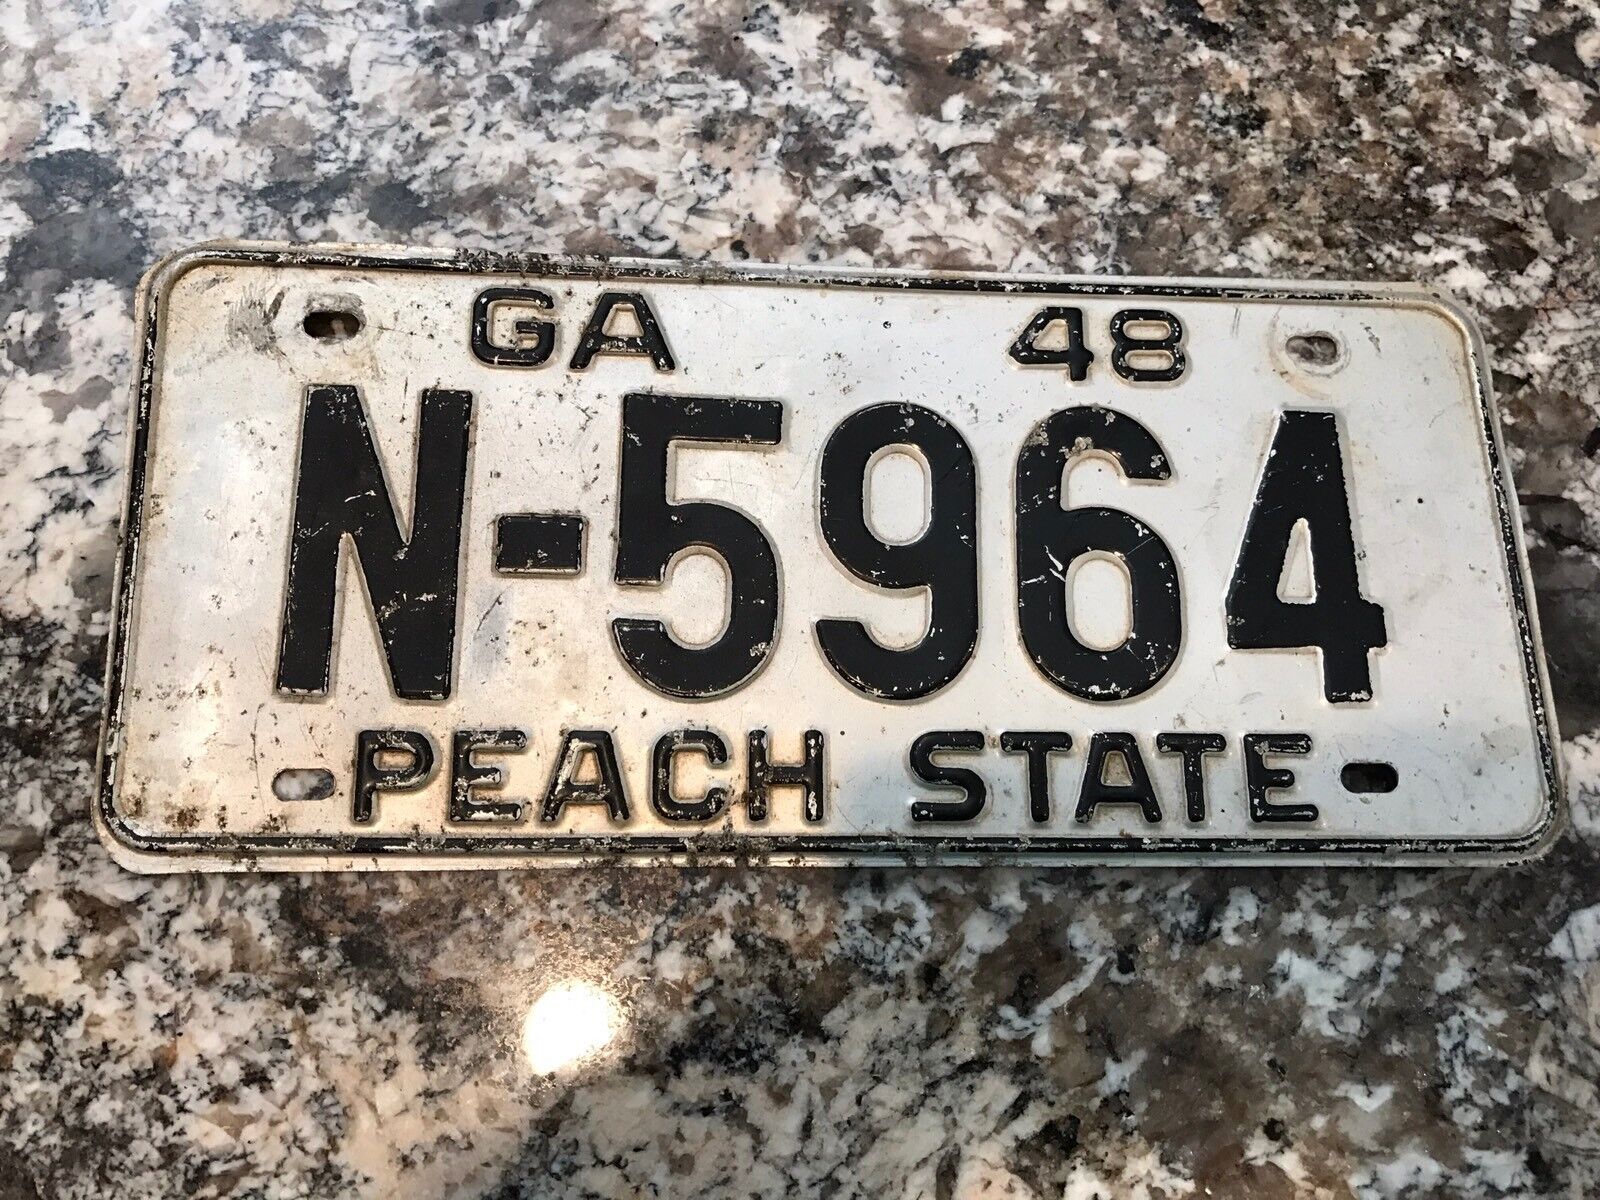 GA 48
N-5964
PEACH STATE